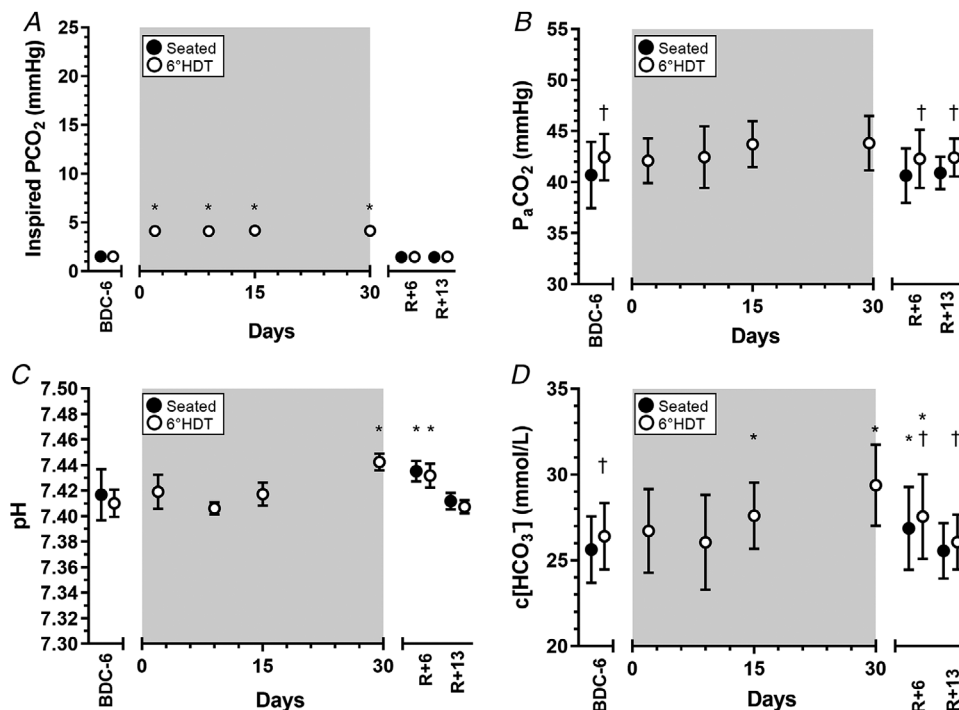 A
Inspired PCO₂ (mmHg)
25
20
15
10
5
0
Seated
6°HDT
* * * *
BDC-6
0 15 30
R+6
R+13
Days
B
PₐCO₂ (mmHg)
55
50
45
40
35
30
Seated
6°HDT
† † †
BDC-6
0 15 30
R+6
R+13
Days
C
pH
7.50
7.48
7.46
7.44
7.42
7.40
7.38
7.36
7.34
7.32
7.30
Seated
6°HDT
* * *
BDC-6
0 15 30
R+6
R+13
Days
D
c[HCO₃⁻] (mmol/L)
35
30
25
20
Seated
6°HDT
*
† * * * † †
BDC-6
0 15 30
R+6
R+13
Days